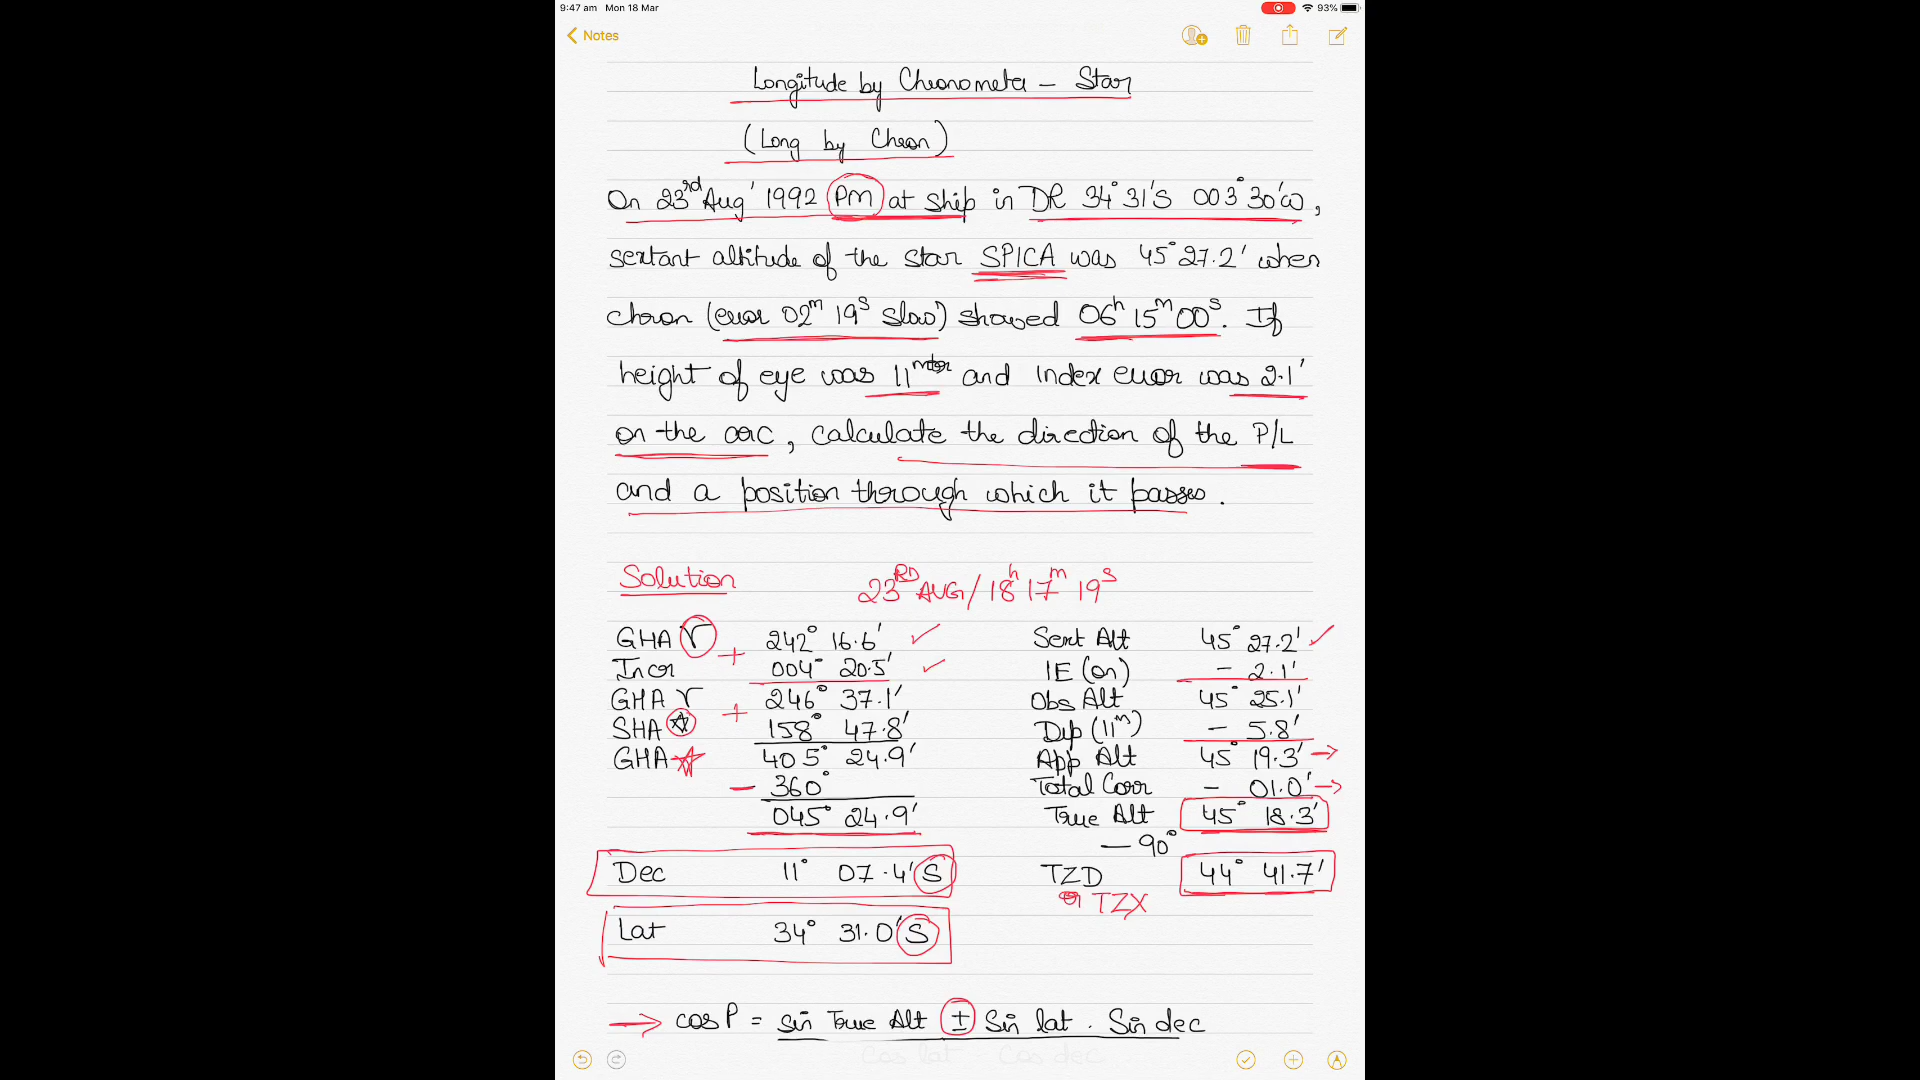 9:47 am Mon 18 Mar 93%
Notes
Longitude by Chronometer – Star
(Long by Chron)
On 23rd Aug' 1992 PM at ship in DR 34° 31'S 003° 30'W,
sextant altitude of the star SPICA was 45° 27.2' when
chron (error 02m 19s slow) showed 06h 15m 00s. If
height of eye was 11 mtr and index error was 2.1'
on the arc, calculate the direction of the P/L
and a position through which it passes.
Solution 23RD AUG/18h 17m 19s
GHA ♈ + 242° 16.6' ✓ Sext Alt 45° 27.2' ✓
Incr 004° 20.5' ✓ IE (on) – 2.1'
GHA ♈ + 246° 37.1' Obs Alt 45° 25.1'
SHA ☆ 158° 47.8' Dip (11m) – 5.8'
GHA ☆ 405° 24.9' App Alt 45° 19.3' →
– 360° Total Corr – 01.0' →
045° 24.9' True Alt 45° 18.3'
– 90°
Dec 11° 07.4' S TZD 44° 41.7'
or TZX
Lat 34° 31.0' S
→ cos P = sin True Alt ± Sin lat . Sin dec
Cos lat Cos dec